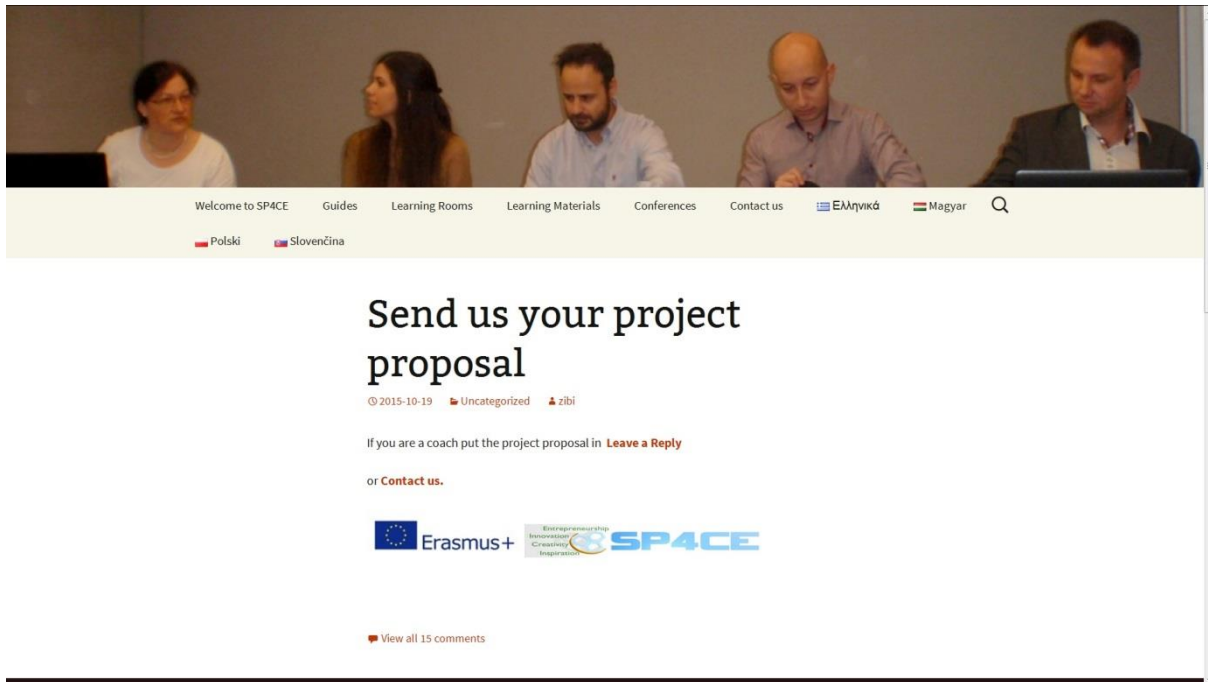 Welcome to SP4CE Guides Learning Rooms Learning Materials Conferences Contact us Ελληνικά Magyar
Polski Slovenčina
Send us your project
proposal
2015-10-19 Uncategorized zibi
If you are a coach put the project proposal in Leave a Reply
or Contact us.
Erasmus+
Entrepreneurship
Innovation
Creativity
Inspiration
SP4CE
View all 15 comments